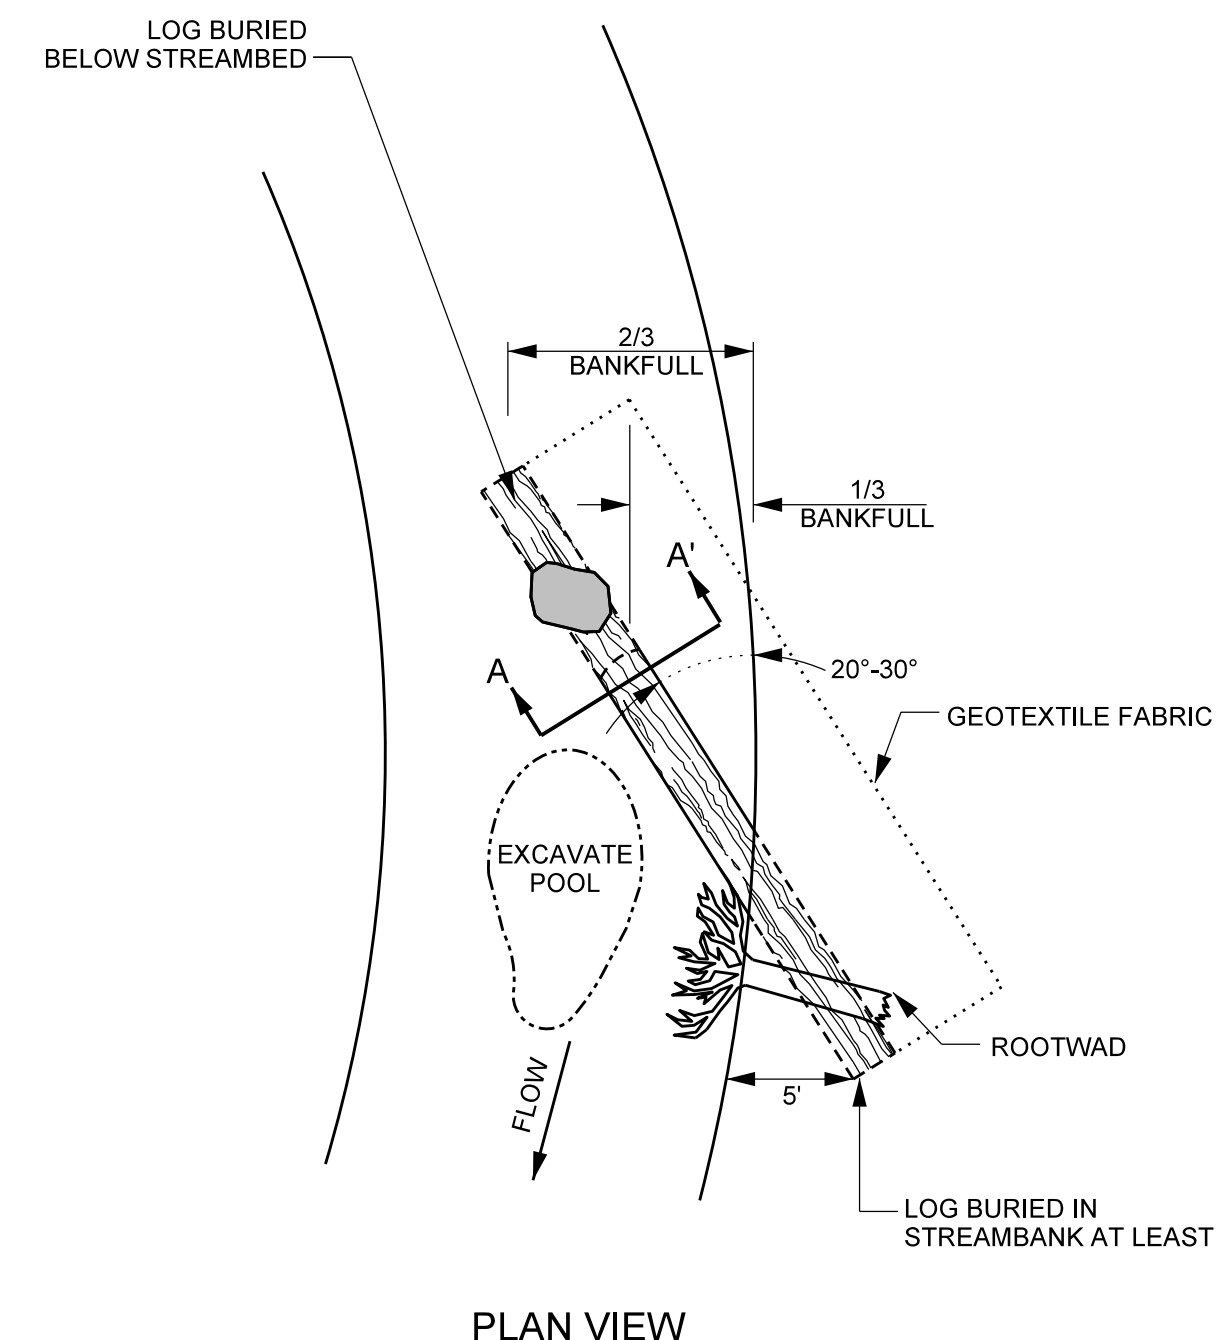 LOG BURIED
BELOW STREAMBED
2/3
BANKFULL
1/3
BANKFULL
A'
A
20°-30°
GEOTEXTILE FABRIC
EXCAVATE
POOL
ROOTWAD
FLOW
5'
LOG BURIED IN
STREAMBANK AT LEAST
PLAN VIEW